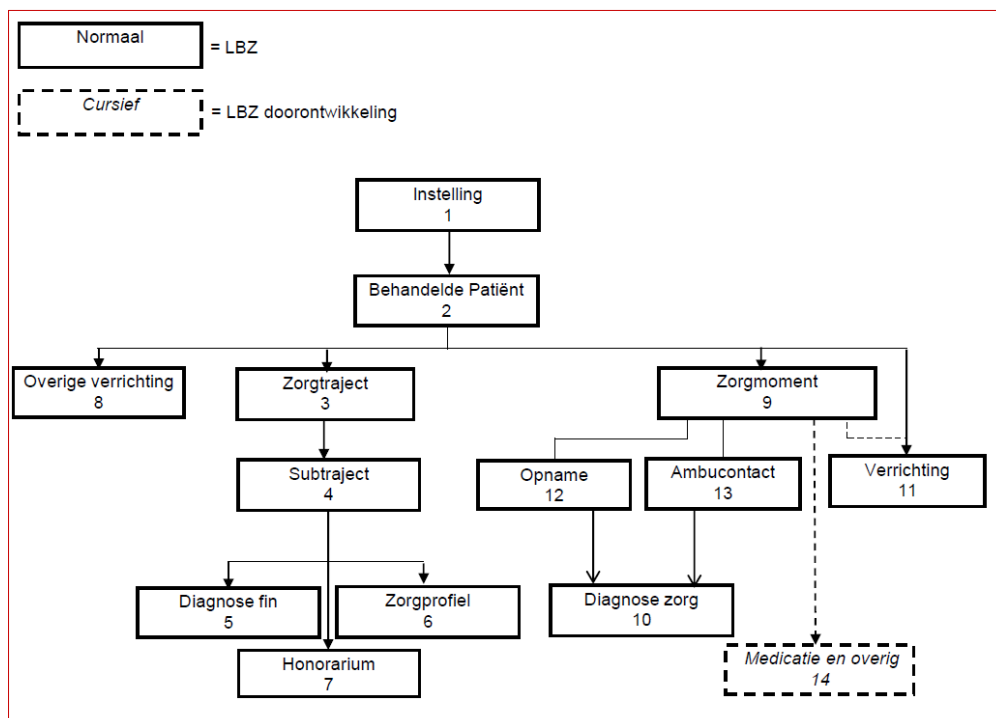 Normaal
= LBZ
Cursief
= LBZ doorontwikkeling
Instelling
1
Behandelde Patiënt
2
Overige verrichting
8
Zorgtraject
3
Zorgmoment
9
Subtraject
4
Opname
12
Ambucontact
13
Verrichting
11
Diagnose fin
5
Zorgprofiel
6
Diagnose zorg
10
Honorarium
7
Medicatie en overig
14